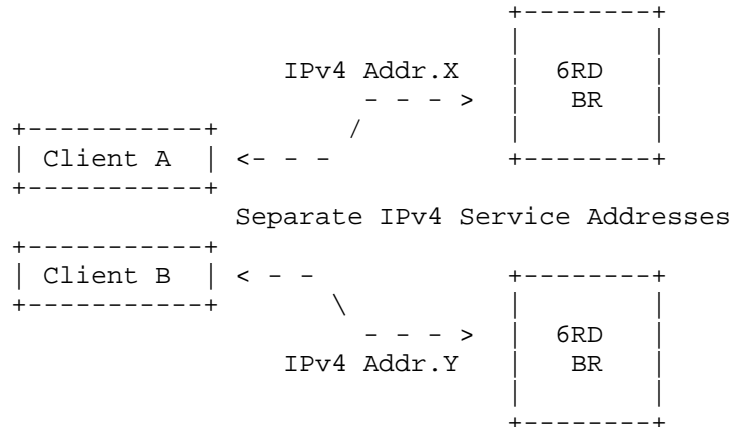 IPv4 Addr.X
6RD
BR
Client A
Separate IPv4 Service Addresses
Client B
6RD
IPv4 Addr.Y
BR